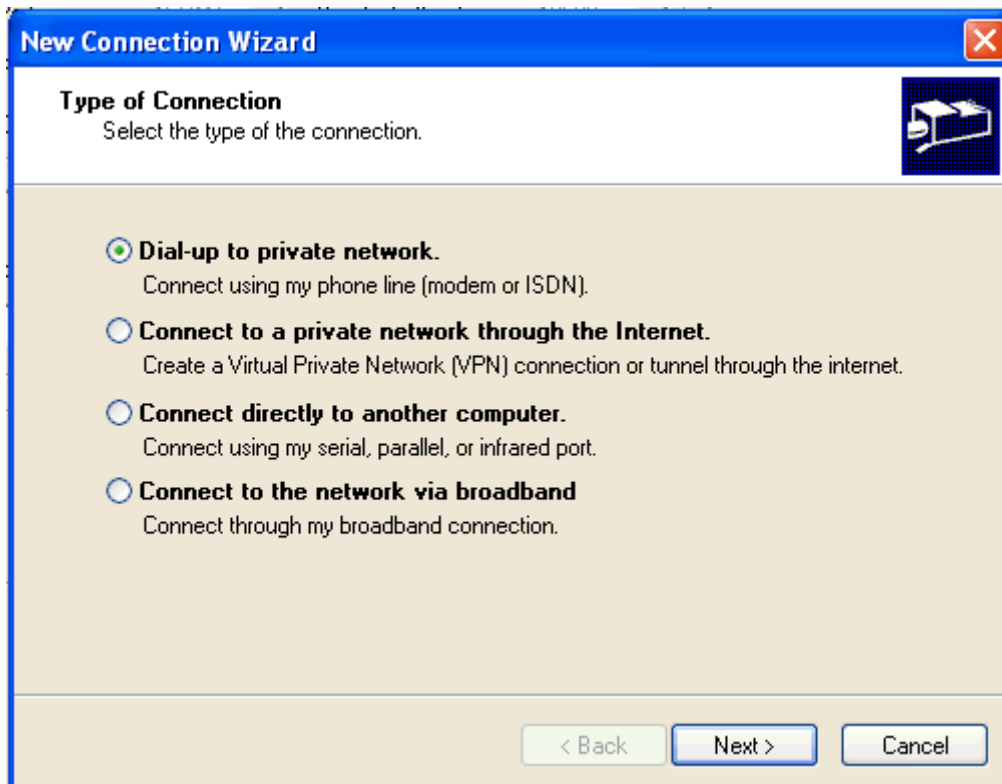 New Connection Wizard
Type of Connection
Select the type of the connection.
Dial-up to private network.
Connect using my phone line (modem or ISDN).
Connect to a private network through the Internet.
Create a Virtual Private Network (VPN) connection or tunnel through the internet.
Connect directly to another computer.
Connect using my serial, parallel, or infrared port.
Connect to the network via broadband
Connect through my broadband connection.
< Back
Next >
Cancel